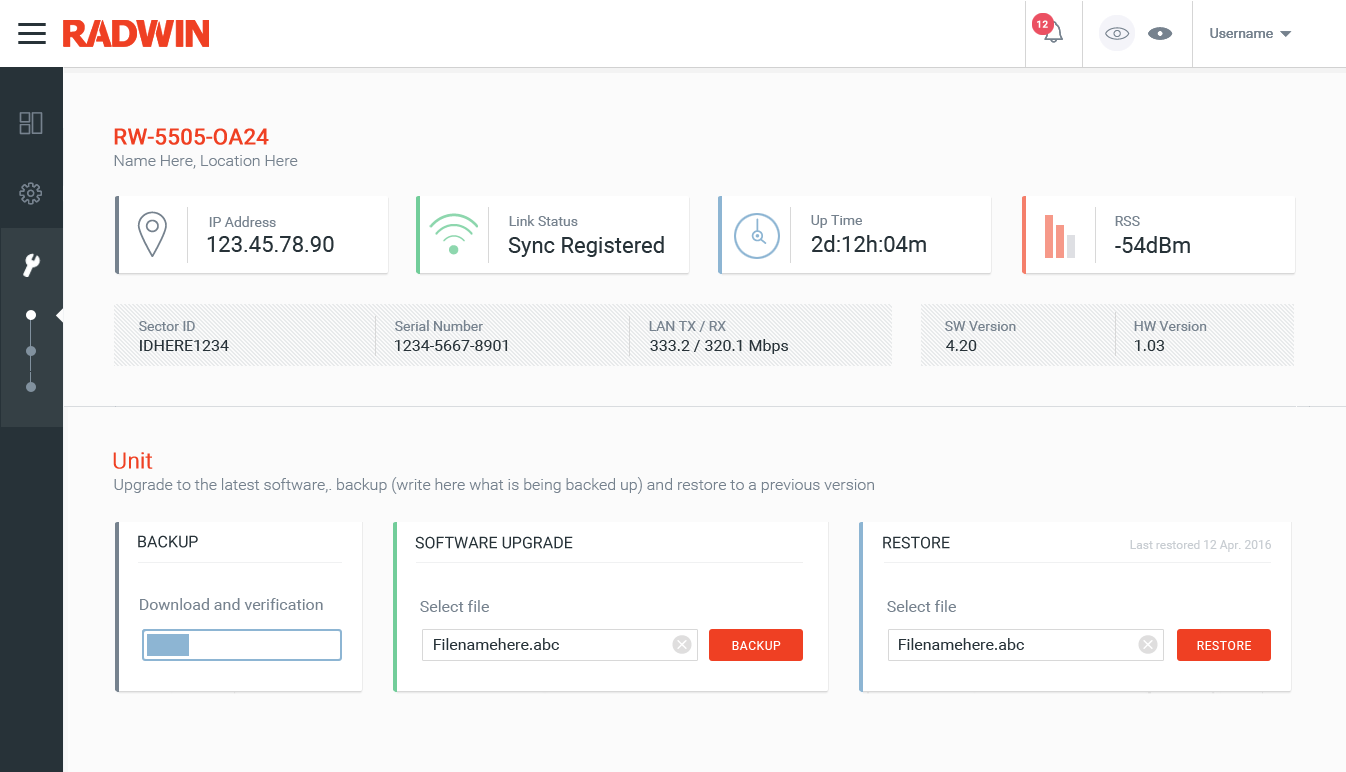 RADWIN
12
Username
RW-5505-OA24
Name Here, Location Here
IP Address
123.45.78.90
Link Status
Sync Registered
Up Time
2d:12h:04m
RSS
-54dBm
Sector ID
IDHERE1234
Serial Number
1234-5667-8901
LAN TX / RX
333.2 / 320.1 Mbps
SW Version
4.20
HW Version
1.03
Unit
Upgrade to the latest software,. backup (write here what is being backed up) and restore to a previous version
BACKUP
Download and verification
SOFTWARE UPGRADE
Select file
Filenamehere.abc
BACKUP
RESTORE
Last restored 12 Apr. 2016
Select file
Filenamehere.abc
RESTORE